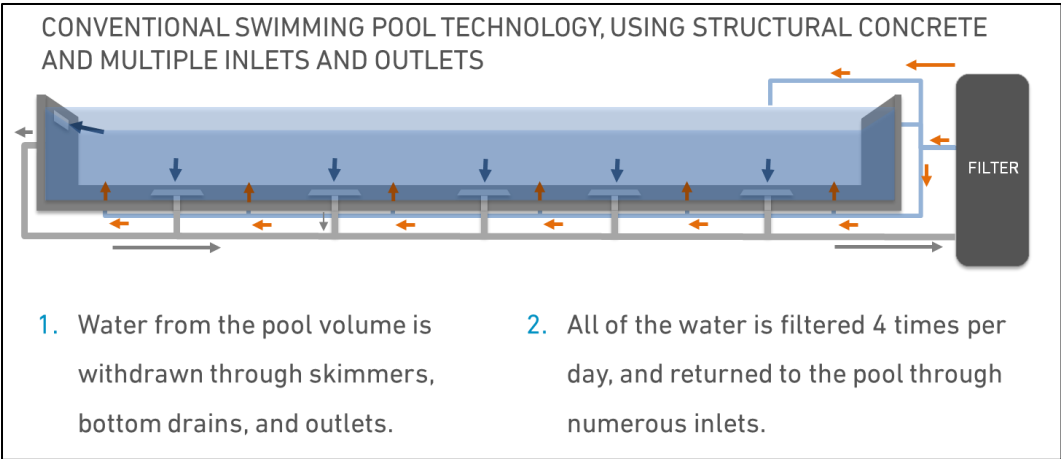 CONVENTIONAL SWIMMING POOL TECHNOLOGY, USING STRUCTURAL CONCRETE
AND MULTIPLE INLETS AND OUTLETS
FILTER
1. Water from the pool volume is
withdrawn through skimmers,
bottom drains, and outlets.
2. All of the water is filtered 4 times per
day, and returned to the pool through
numerous inlets.